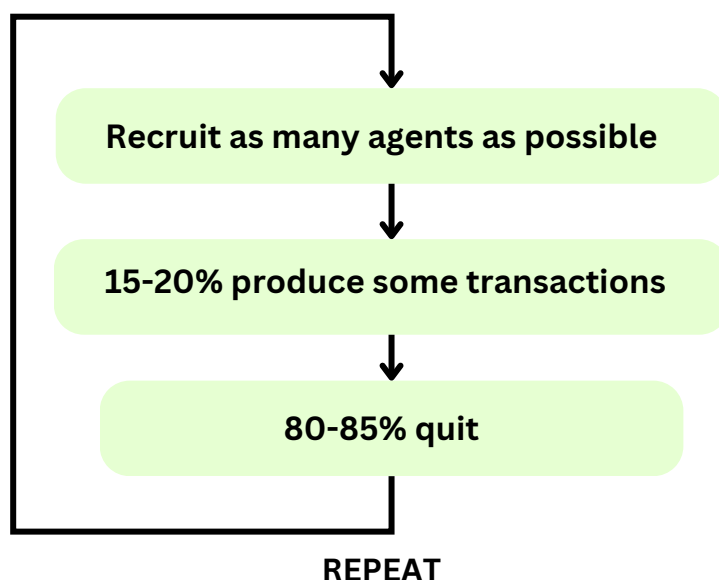 Recruit as many agents as possible
15-20% produce some transactions
80-85% quit
REPEAT